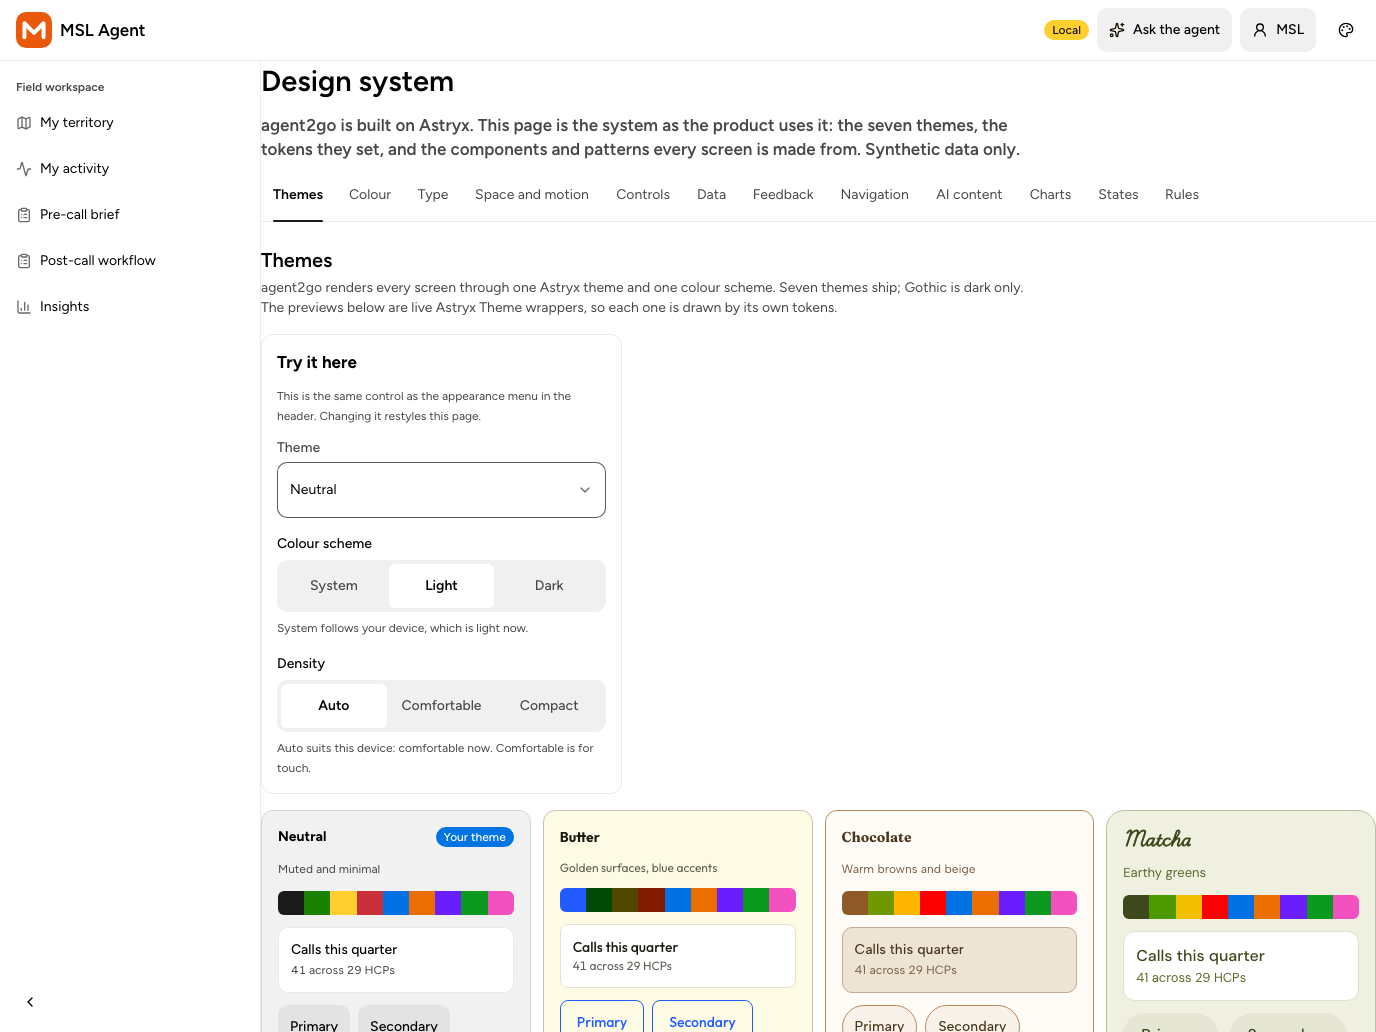 MSL Agent
Local
Ask the agent
MSL
Field workspace
My territory
My activity
Pre-call brief
Post-call workflow
Insights
Design system
agent2go is built on Astryx. This page is the system as the product uses it: the seven themes, the
tokens they set, and the components and patterns every screen is made from. Synthetic data only.
Themes Colour Type Space and motion Controls Data Feedback Navigation AI content Charts States Rules
Themes
agent2go renders every screen through one Astryx theme and one colour scheme. Seven themes ship; Gothic is dark only.
The previews below are live Astryx Theme wrappers, so each one is drawn by its own tokens.
Try it here
This is the same control as the appearance menu in the
header. Changing it restyles this page.
Theme
Neutral
Colour scheme
System Light Dark
System follows your device, which is light now.
Density
Auto Comfortable Compact
Auto suits this device: comfortable now. Comfortable is for
touch.
Neutral
Your theme
Muted and minimal
Calls this quarter
41 across 29 HCPs
Primary Secondary
Butter
Golden surfaces, blue accents
Calls this quarter
41 across 29 HCPs
Primary Secondary
Chocolate
Warm browns and beige
Calls this quarter
41 across 29 HCPs
Primary Secondary
Matcha
Earthy greens
Calls this quarter
41 across 29 HCPs